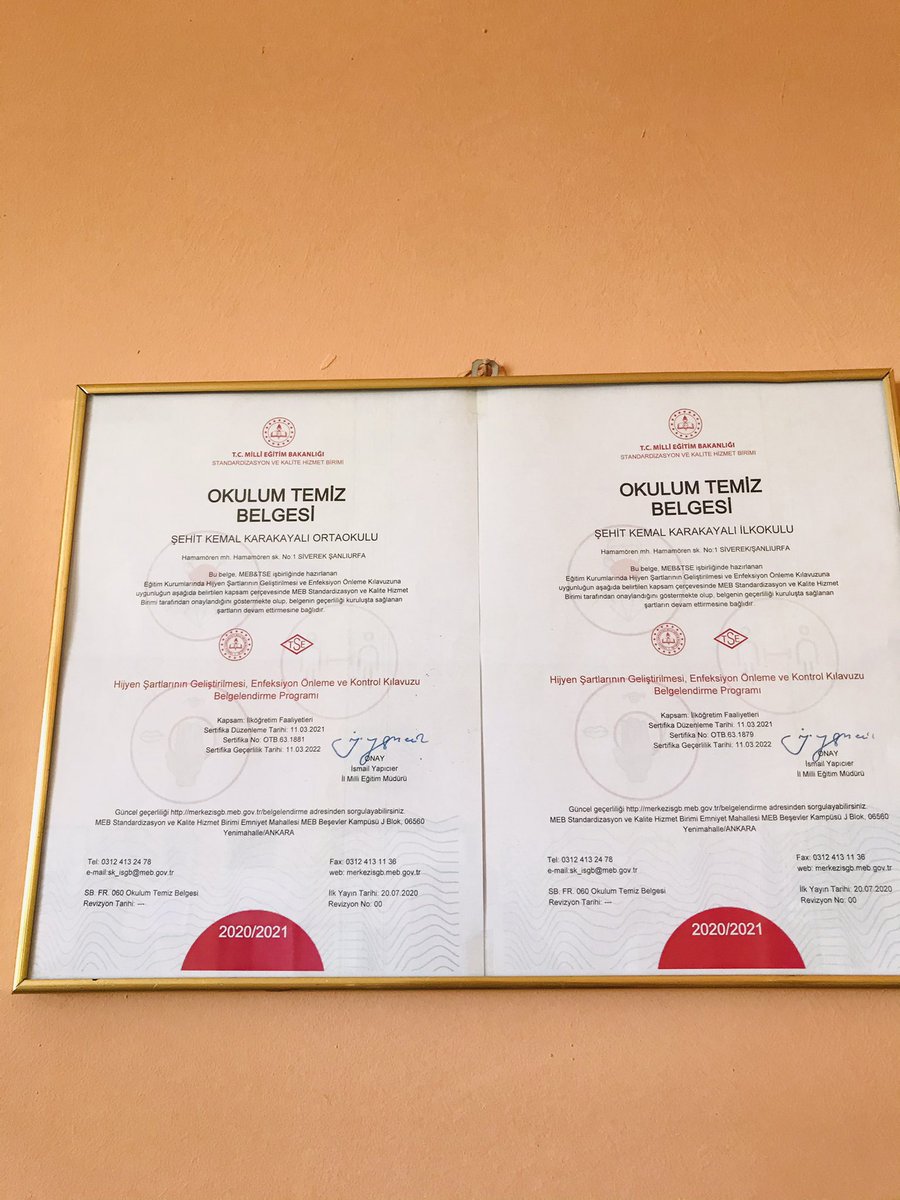 T.C. MİLLİ EĞİTİM BAKANLIĞI
STANDARDİZASYON VE KALİTE HİZMET BİRİMİ
OKULUM TEMİZ
BELGESİ
ŞEHİT KEMAL KARAKAYALI ORTAOKULU
Hamamören mh. Hamamören sk. No:1 SİVEREK ŞANLIURFA
Bu belge, MEB&TSE işbirliğinde hazırlanan
Eğitim Kurumlarında Hijyen Şartlarının Geliştirilmesi ve Enfeksiyon Önleme Kılavuzuna
uygunluğun aşağıda belirtilen kapsam çerçevesinde MEB Standardizasyon ve Kalite Hizmet
Birimi tarafından onaylandığını göstermekte olup, belgenin geçerliliği kuruluşta sağlanan
şartların devam ettirmesine bağlıdır.
TSE
Hijyen Şartlarının Geliştirilmesi, Enfeksiyon Önleme ve Kontrol Kılavuzu
Belgelendirme Programı
Kapsam: İlköğretim Faaliyetleri
Sertifika Düzenleme Tarihi: 11.03.2021
Sertifika No: OTB.63.1881
Sertifika Geçerlilik Tarihi: 11.03.2022
ONAY
İsmail Yapıcıer
İl Milli Eğitim Müdürü
Güncel geçerliliği http://merkezisgb.meb.gov.tr/belgelendirme adresinden sorgulayabilirsiniz.
MEB Standardizasyon ve Kalite Hizmet Birimi Emniyet Mahallesi MEB Beşevler Kampüsü J Blok, 06560
Yenimahalle/ANKARA
Tel: 0312 413 24 78
e-mail:sk_isgb@meb.gov.tr
Fax: 0312 413 11 36
web: merkezisgb.meb.gov.tr
SB. FR. 060 Okulum Temiz Belgesi
Revizyon Tarihi: ---
İlk Yayın Tarihi: 20.07.2020
Revizyon No: 00
2020/2021
T.C. MİLLİ EĞİTİM BAKANLIĞI
STANDARDİZASYON VE KALİTE HİZMET BİRİMİ
OKULUM TEMİZ
BELGESİ
ŞEHİT KEMAL KARAKAYALI İLKOKULU
Hamamören mh. Hamamören sk. No:1 SİVEREK/ŞANLIURFA
Bu belge, MEB&TSE işbirliğinde hazırlanan
Eğitim Kurumlarında Hijyen Şartlarının Geliştirilmesi ve Enfeksiyon Önleme Kılavuzuna
uygunluğun aşağıda belirtilen kapsam çerçevesinde MEB Standardizasyon ve Kalite Hizmet
Birimi tarafından onaylandığını göstermekte olup, belgenin geçerliliği kuruluşta sağlanan
şartların devam ettirmesine bağlıdır.
TSE
Hijyen Şartlarının Geliştirilmesi, Enfeksiyon Önleme ve Kontrol Kılavuzu
Belgelendirme Programı
Kapsam: İlköğretim Faaliyetleri
Sertifika Düzenleme Tarihi: 11.03.2021
Sertifika No: OTB.63.1879
Sertifika Geçerlilik Tarihi: 11.03.2022
ONAY
İsmail Yapıcıer
İl Milli Eğitim Müdürü
Güncel geçerliliği http://merkezisgb.meb.gov.tr/belgelendirme adresinden sorgulayabilirsiniz.
MEB Standardizasyon ve Kalite Hizmet Birimi Emniyet Mahallesi MEB Beşevler Kampüsü J Blok, 06560
Yenimahalle/ANKARA
Tel: 0312 413 24 78
e-mail:sk_isgb@meb.gov.tr
Fax: 0312 413 11 36
web: merkezisgb.meb.gov.tr
SB. FR. 060 Okulum Temiz Belgesi
Revizyon Tarihi: ---
İlk Yayın Tarihi: 20.07.2020
Revizyon No: 00
2020/2021